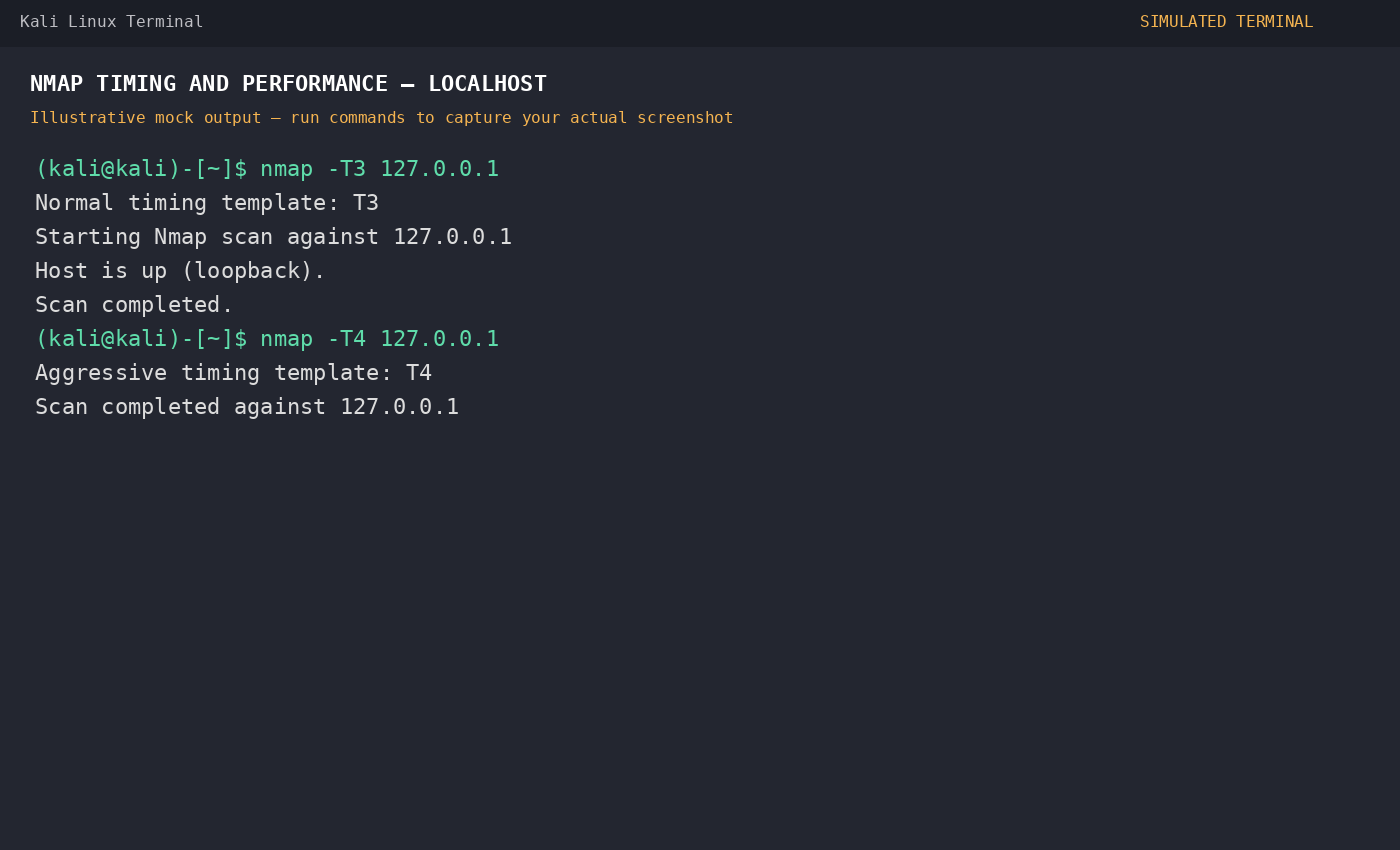 Kali Linux Terminal
SIMULATED TERMINAL
NMAP TIMING AND PERFORMANCE — LOCALHOST
Illustrative mock output — run commands to capture your actual screenshot
(kali@kali)-[~]$ nmap -T3 127.0.0.1
Normal timing template: T3
Starting Nmap scan against 127.0.0.1
Host is up (loopback).
Scan completed.
(kali@kali)-[~]$ nmap -T4 127.0.0.1
Aggressive timing template: T4
Scan completed against 127.0.0.1